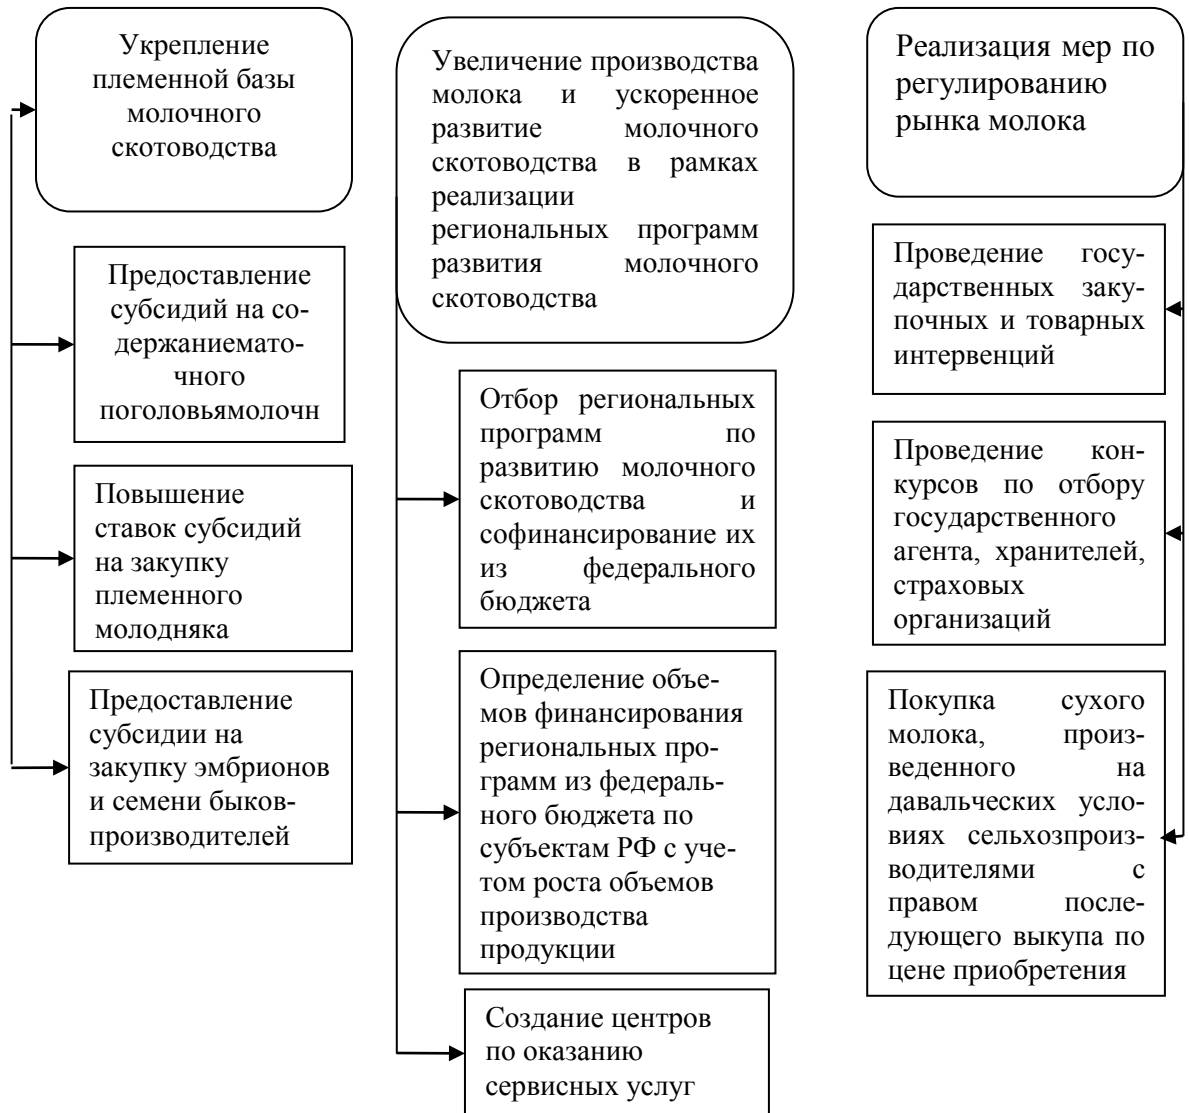 Укрепление
племенной базы
молочного
скотоводства
Предоставление
субсидий на со-
держаниемато-
чного
поголовьямолочн
Повышение
ставок субсидий
на закупку
племенного
молодняка
Предоставление
субсидии на
закупку эмбрионов
и семени быков-
производителей
Увеличение производства
молока и ускоренное
развитие молочного
скотоводства в рамках
реализации
региональных программ
развития молочного
скотоводства
Отбор региональных
программ по
развитию молочного
скотоводства и
софинансирование их
из федерального
бюджета
Определение объе-
мов финансирования
региональных про-
грамм из федераль-
ного бюджета по
субъектам РФ с уче-
том роста объемов
производства
продукции
Создание центров
по оказанию
сервисных услуг
Реализация мер по
регулированию
рынка молока
Проведение госу-
дарственных заку-
почных и товарных
интервенций
Проведение кон-
курсов по отбору
государственного
агента, хранителей,
страховых
организаций
Покупка сухого
молока, произ-
веденного на
давальческих усло-
виях сельхозпроиз-
водителями с
правом после-
дующего выкупа по
цене приобретения